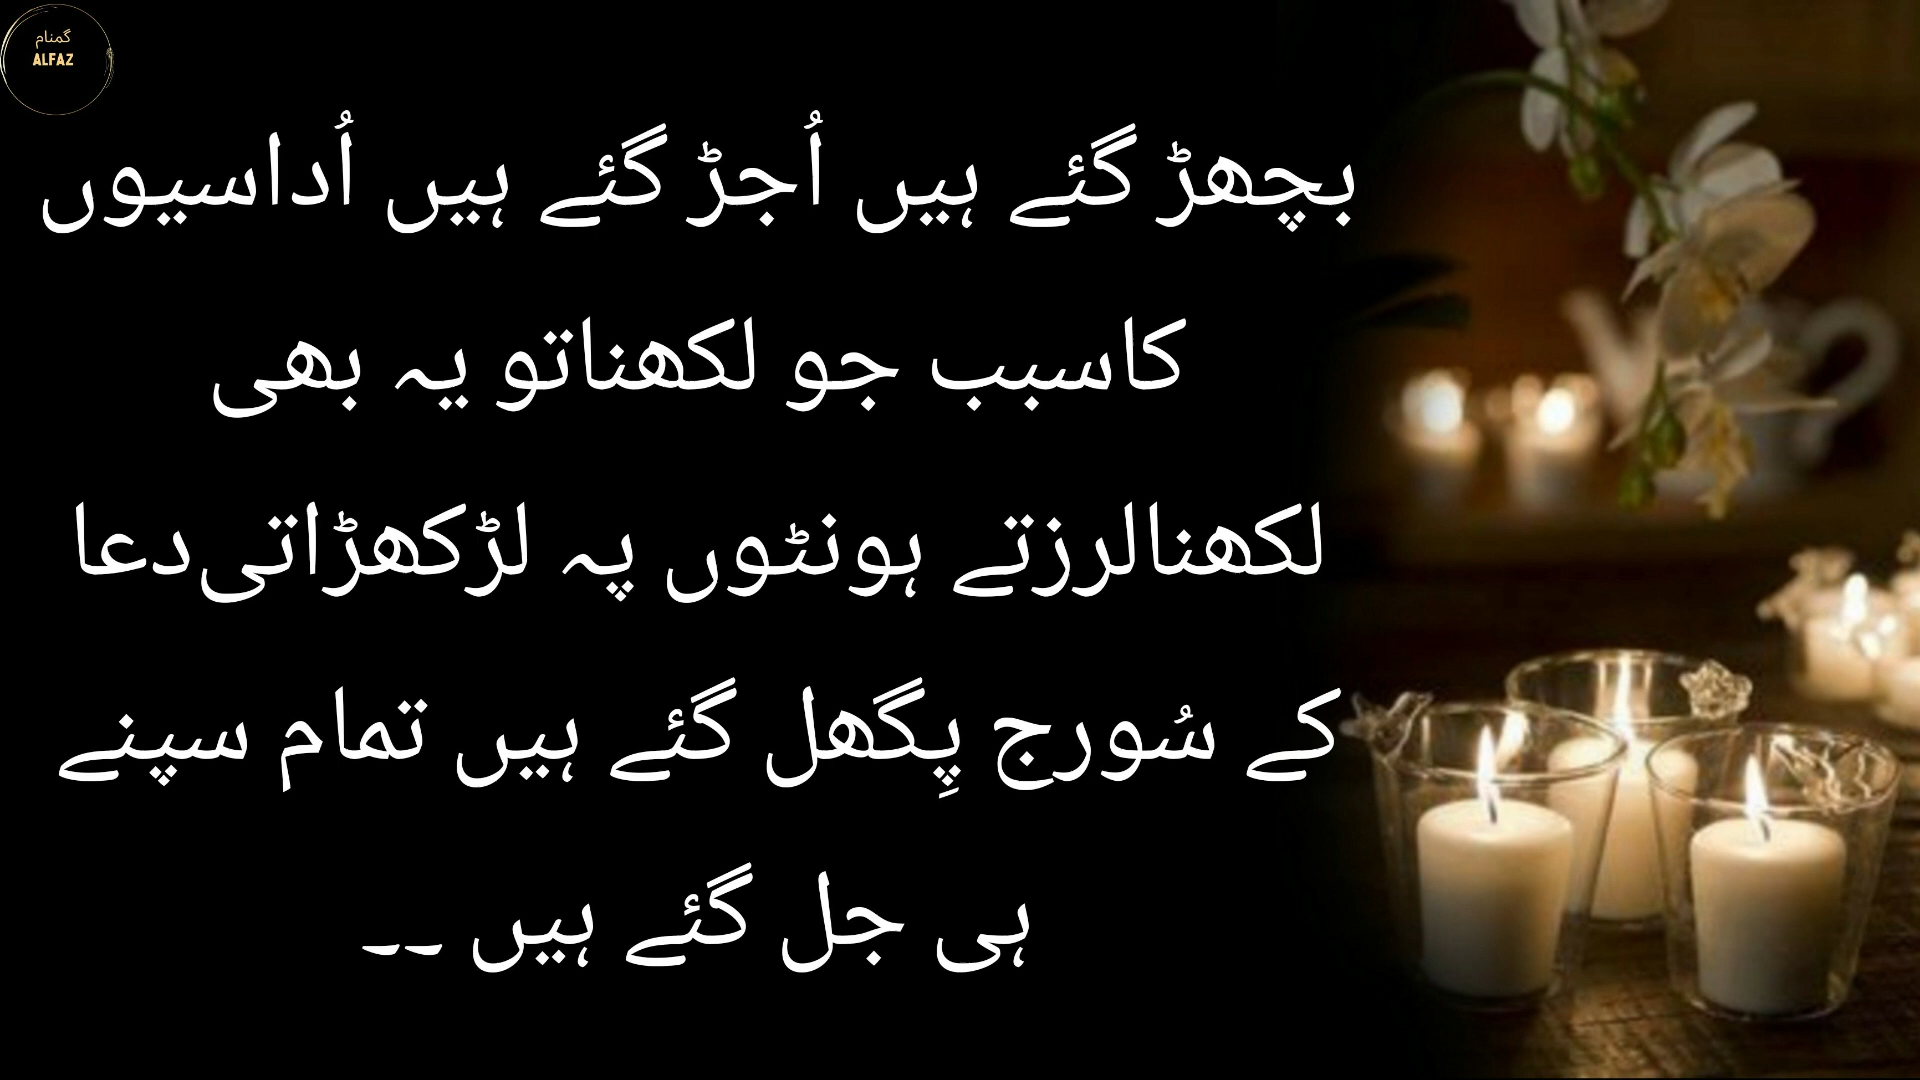 گمنام
ALFAZ
بچھڑ گئے ہیں اُجڑ گئے ہیں اُداسیوں
کاسبب جو لکھناتو یہ بھی
لکھنالرزتے ہونٹوں پہ لڑکھڑاتی‌دعا
کے سُورج پِگھل گئے ہیں تمام سپنے
ہی جل گئے ہیں ۔۔